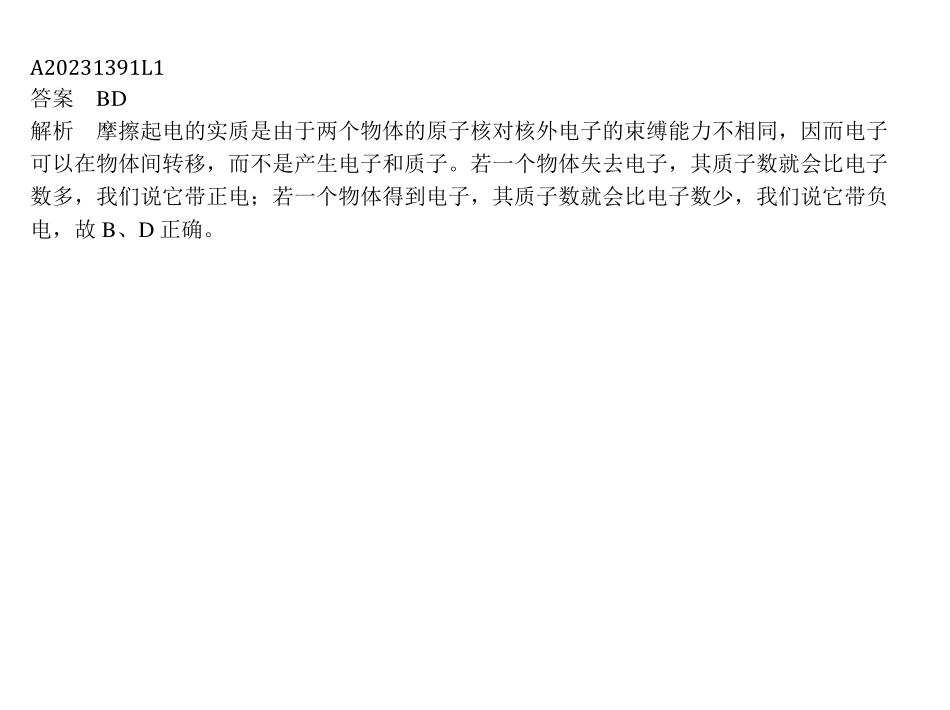 A20231391L1
答案　BD
解析　摩擦起电的实质是由于两个物体的原子核对核外电子的束缚能力不相同，因而电子
可以在物体间转移，而不是产生电子和质子。若一个物体失去电子，其质子数就会比电子
数多，我们说它带正电；若一个物体得到电子，其质子数就会比电子数少，我们说它带负
电，故 B、D 正确。